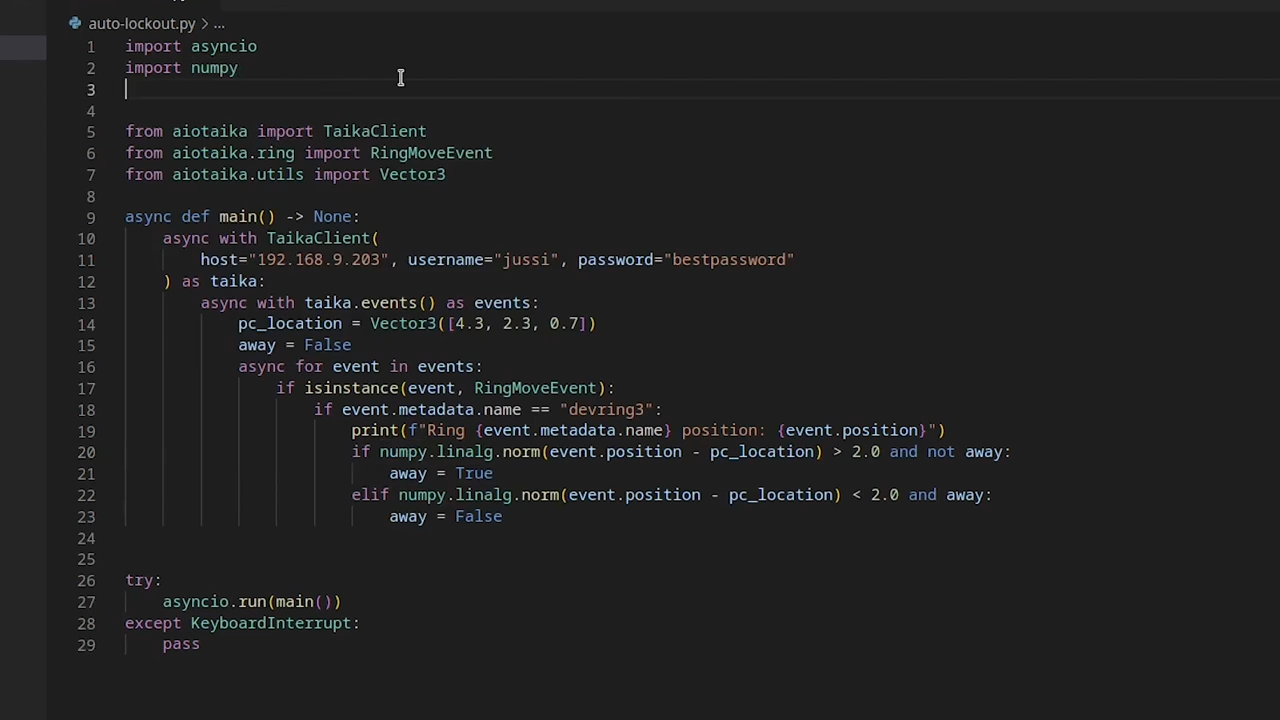 auto-lockout.py > ...
1 import asyncio
2 import numpy
3
4
5 from aiotaika import TaikaClient
6 from aiotaika.ring import RingMoveEvent
7 from aiotaika.utils import Vector3
8
9 async def main() -> None:
10     async with TaikaClient(
11         host="192.168.9.203", username="jussi", password="bestpassword"
12     ) as taika:
13         async with taika.events() as events:
14             pc_location = Vector3([4.3, 2.3, 0.7])
15             away = False
16             async for event in events:
17                 if isinstance(event, RingMoveEvent):
18                     if event.metadata.name == "devring3":
19                         print(f"Ring {event.metadata.name} position: {event.position}")
20                         if numpy.linalg.norm(event.position - pc_location) > 2.0 and not away:
21                             away = True
22                         elif numpy.linalg.norm(event.position - pc_location) < 2.0 and away:
23                             away = False
24
25
26 try:
27     asyncio.run(main())
28 except KeyboardInterrupt:
29     pass